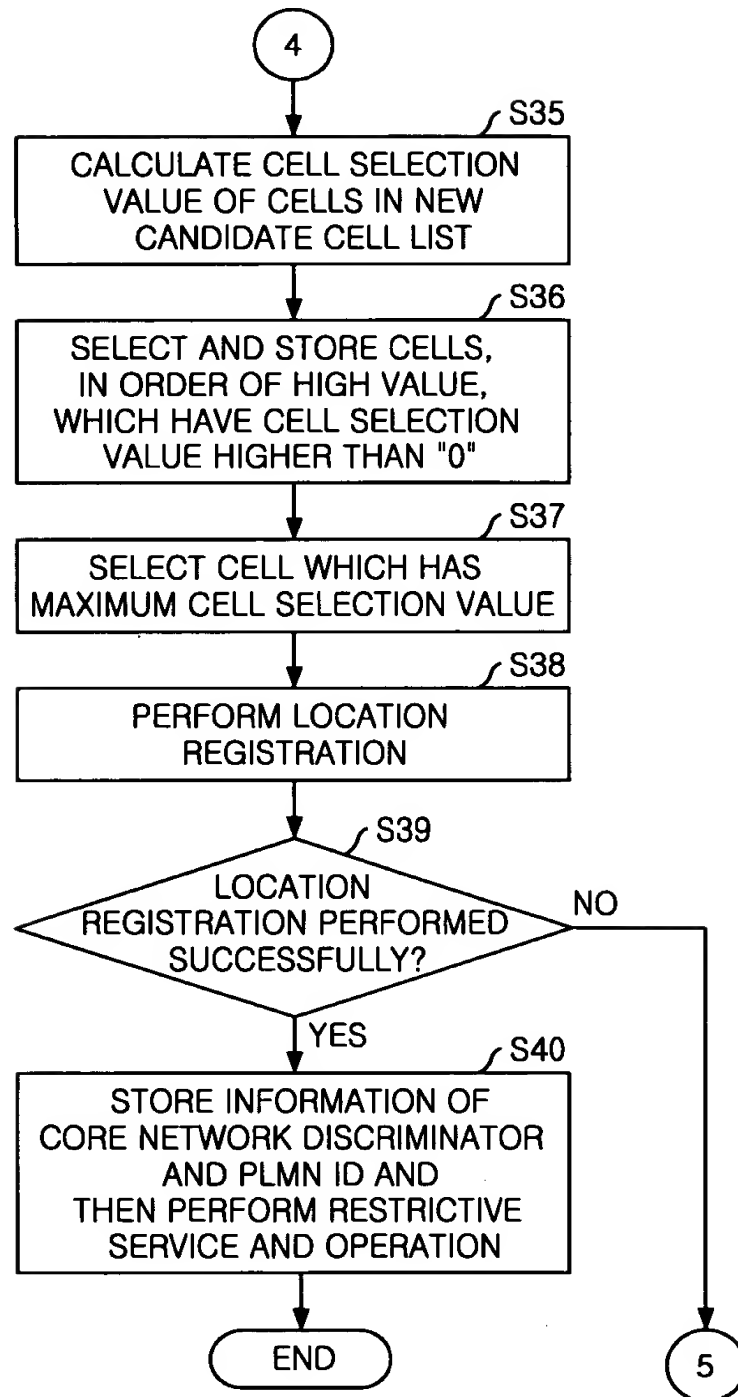 4
S35
CALCULATE CELL SELECTION
VALUE OF CELLS IN NEW
CANDIDATE CELL LIST
S36
SELECT AND STORE CELLS,
IN ORDER OF HIGH VALUE,
WHICH HAVE CELL SELECTION
VALUE HIGHER THAN "0"
S37
SELECT CELL WHICH HAS
MAXIMUM CELL SELECTION VALUE
S38
PERFORM LOCATION
REGISTRATION
S39
LOCATION
REGISTRATION PERFORMED
SUCCESSFULLY?
NO
YES
S40
STORE INFORMATION OF
CORE NETWORK DISCRIMINATOR
AND PLMN ID AND
THEN PERFORM RESTRICTIVE
SERVICE AND OPERATION
END
5